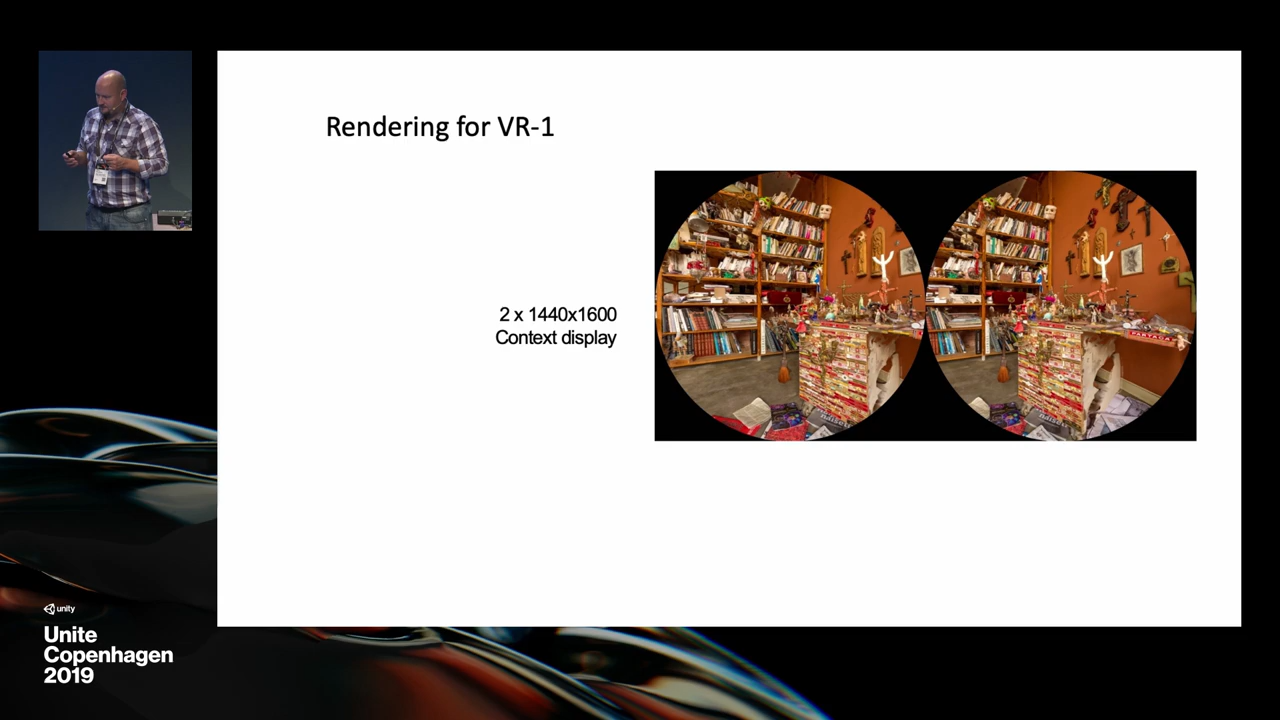 Rendering for VR-1
2 x 1440x1600
Context display
unity
Unite
Copenhagen
2019